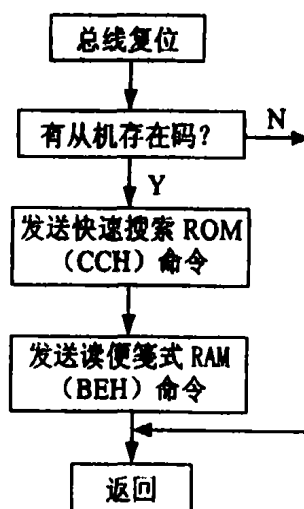 总线复位
有从机存在码?
N
Y
发送快速搜索 ROM
(CCH)命令
发送读便笺式 RAM
(BEH)命令
返回